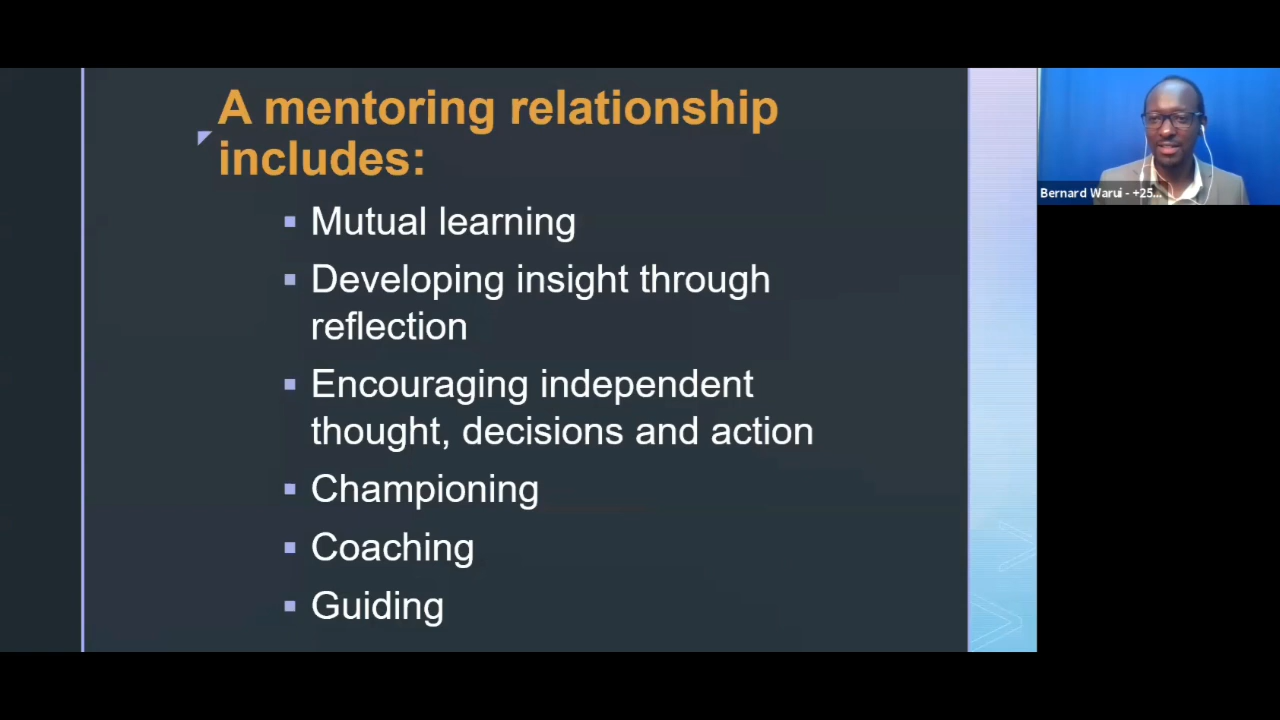 A mentoring relationship
includes:
Mutual learning
Developing insight through
reflection
Encouraging independent
thought, decisions and action
Championing
Coaching
Guiding
Bernard Warui - +25...